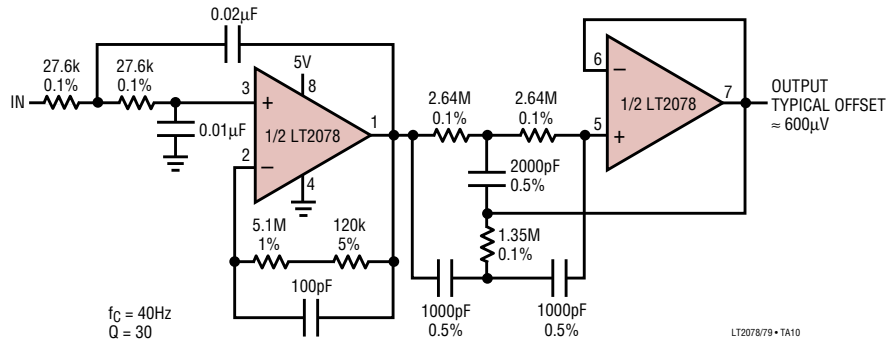 0.02µF
27.6k
0.1%
27.6k
0.1%
IN
0.01µF
5V
8
3
+
1/2 LT2078
1
2
–
4
5.1M
1%
120k
5%
100pF
2.64M
0.1%
2.64M
0.1%
2000pF
0.5%
1.35M
0.1%
1000pF
0.5%
1000pF
0.5%
6
–
7
1/2 LT2078
5
+
OUTPUT
TYPICAL OFFSET
≈ 600µV
fC = 40Hz
Q = 30
LT2078/79 • TA10